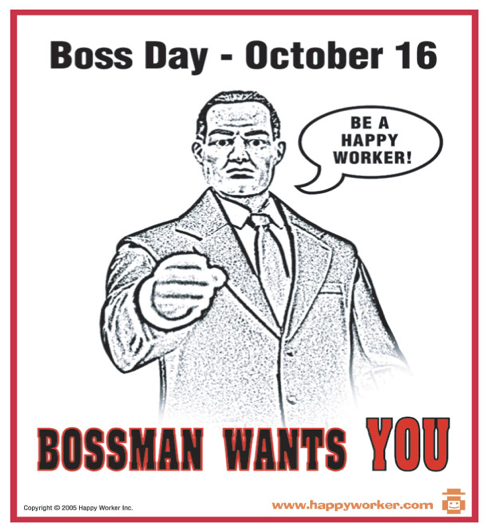 Boss Day - October 16
BE A
HAPPY
WORKER!
BOSSMAN WANTS YOU
Copyright © 2005 Happy Worker Inc.
www.happyworker.com